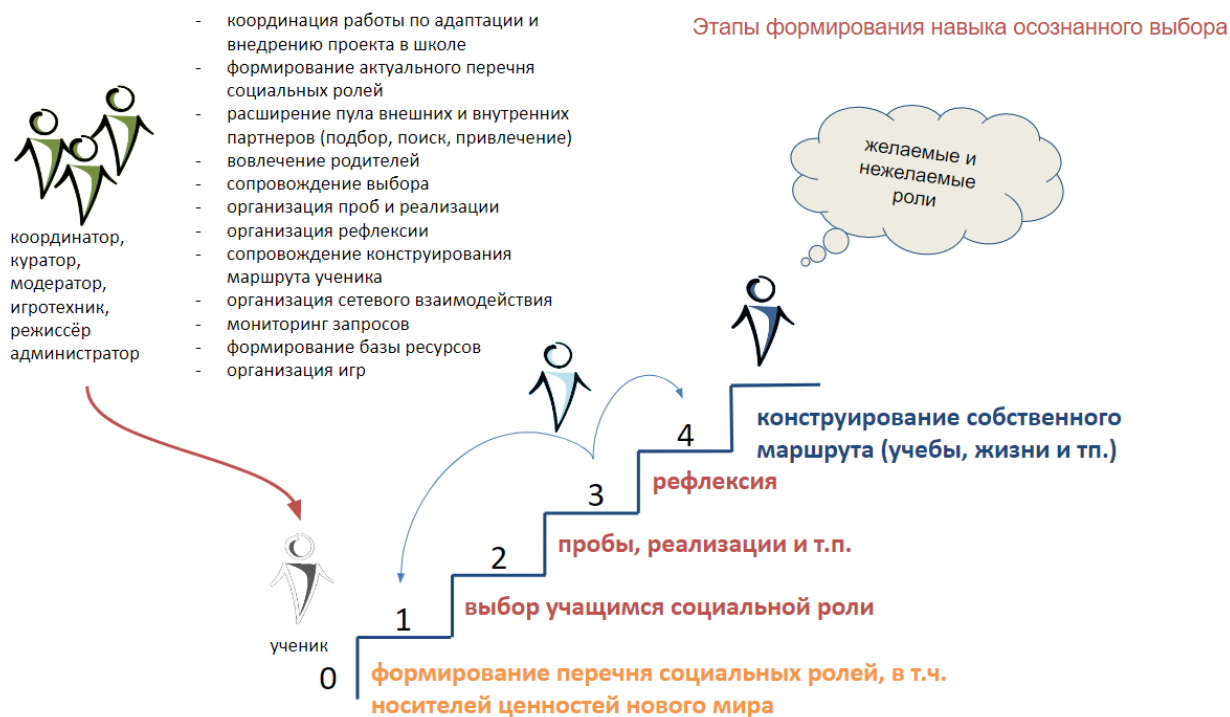 Этапы формирования навыка осознанного выбора
- координация работы по адаптации и
внедрению проекта в школе
- формирование актуального перечня
социальных ролей
- расширение пула внешних и внутренних
партнеров (подбор, поиск, привлечение)
- вовлечение родителей
- сопровождение выбора
- организация проб и реализации
- организация рефлексии
- сопровождение конструирования
маршрута ученика
- организация сетевого взаимодействия
- мониторинг запросов
- формирование базы ресурсов
- организация игр
координатор,
куратор,
модератор,
игротехник,
режиссёр
администратор
желаемые и
нежелаемые
роли
конструирование собственного
маршрута (учебы, жизни и тп.)
4
рефлексия
3
пробы, реализации и т.п.
2
выбор учащимся социальной роли
1
ученик
0
формирование перечня социальных ролей, в т.ч.
носителей ценностей нового мира